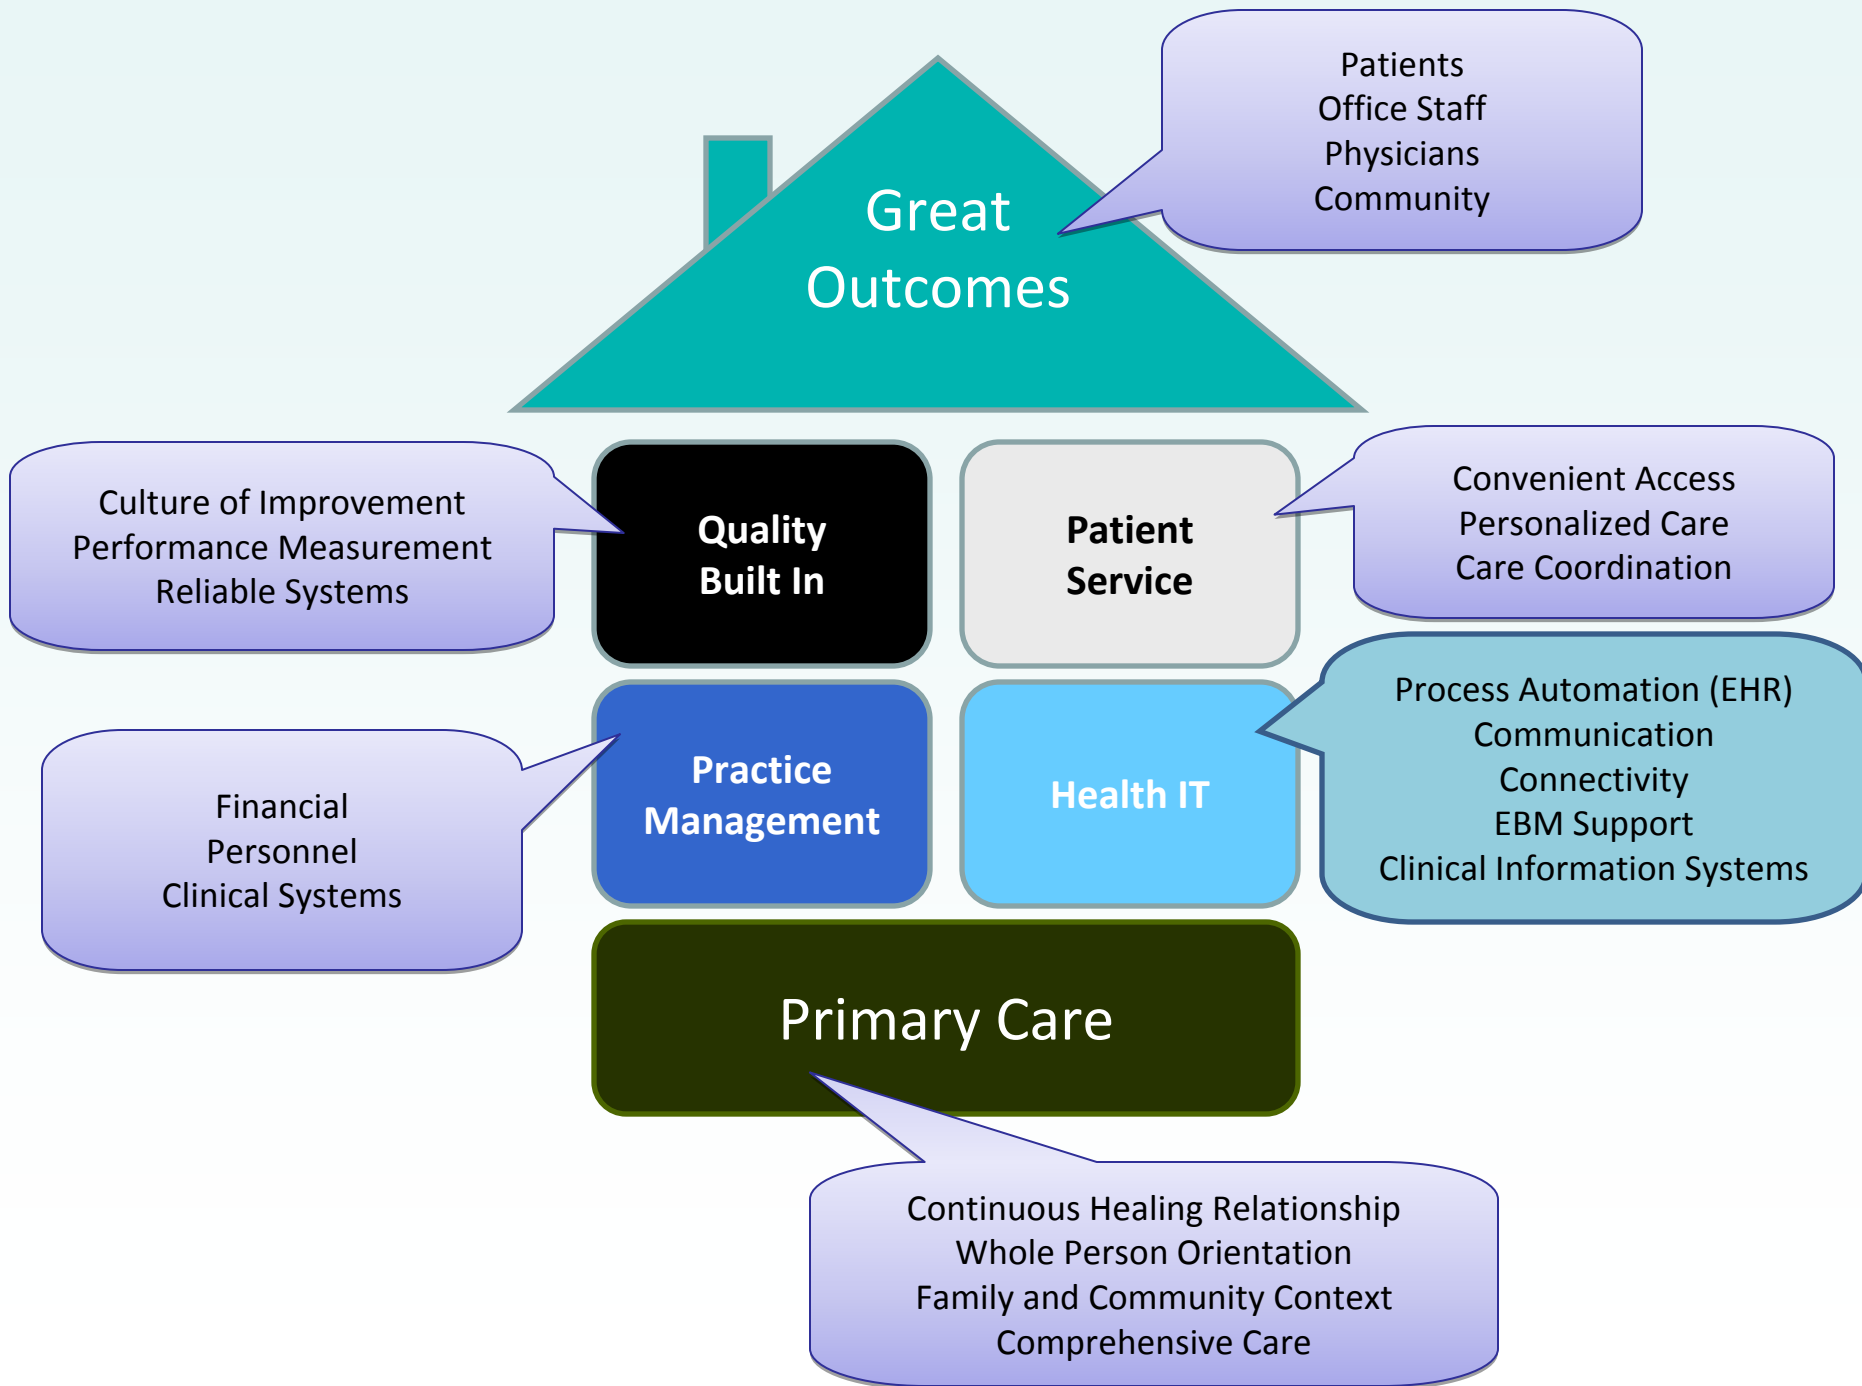 Patients
Office Staff
Physicians
Community
Great
Outcomes
Culture of Improvement
Performance Measurement
Reliable Systems
Quality
Built In
Patient
Service
Convenient Access
Personalized Care
Care Coordination
Financial
Personnel
Clinical Systems
Practice
Management
Health IT
Process Automation (EHR)
Communication
Connectivity
EBM Support
Clinical Information Systems
Primary Care
Continuous Healing Relationship
Whole Person Orientation
Family and Community Context
Comprehensive Care